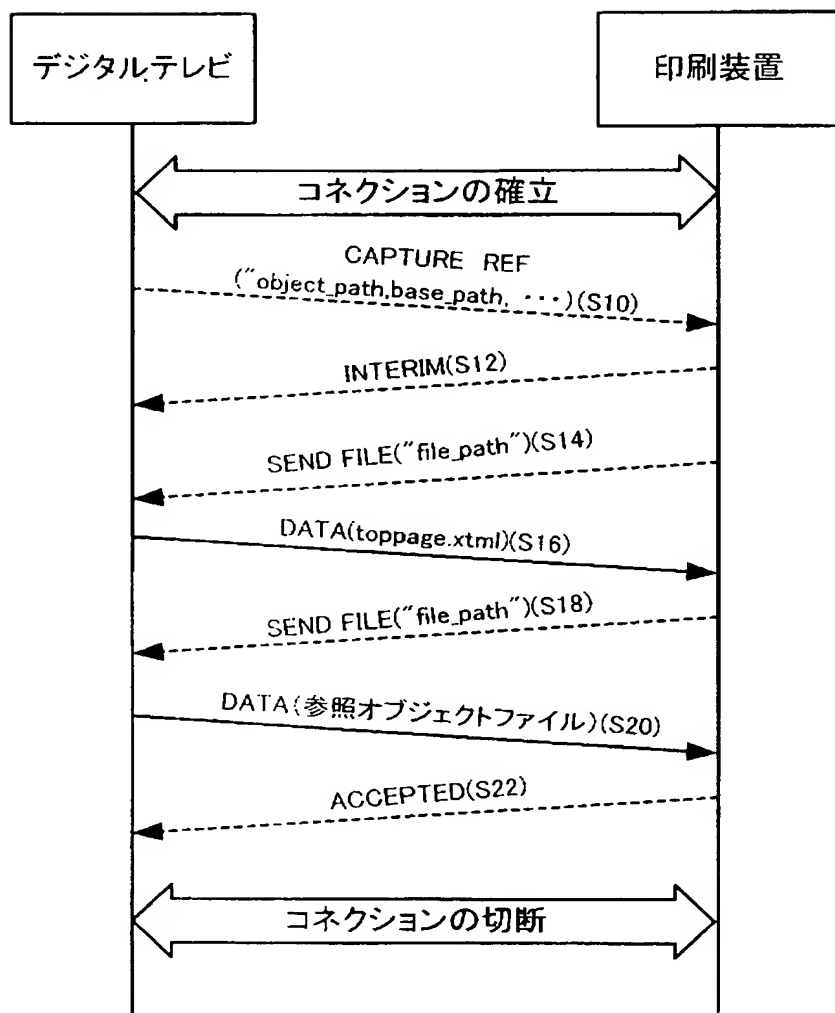 デジタルテレビ
印刷装置
コネクションの確立
CAPTURE REF
("object_path,base_path, ･･･)(S10)
INTERIM(S12)
SEND FILE("file_path")(S14)
DATA(toppage.xtml)(S16)
SEND FILE("file_path")(S18)
DATA(参照オブジェクトファイル)(S20)
ACCEPTED(S22)
コネクションの切断